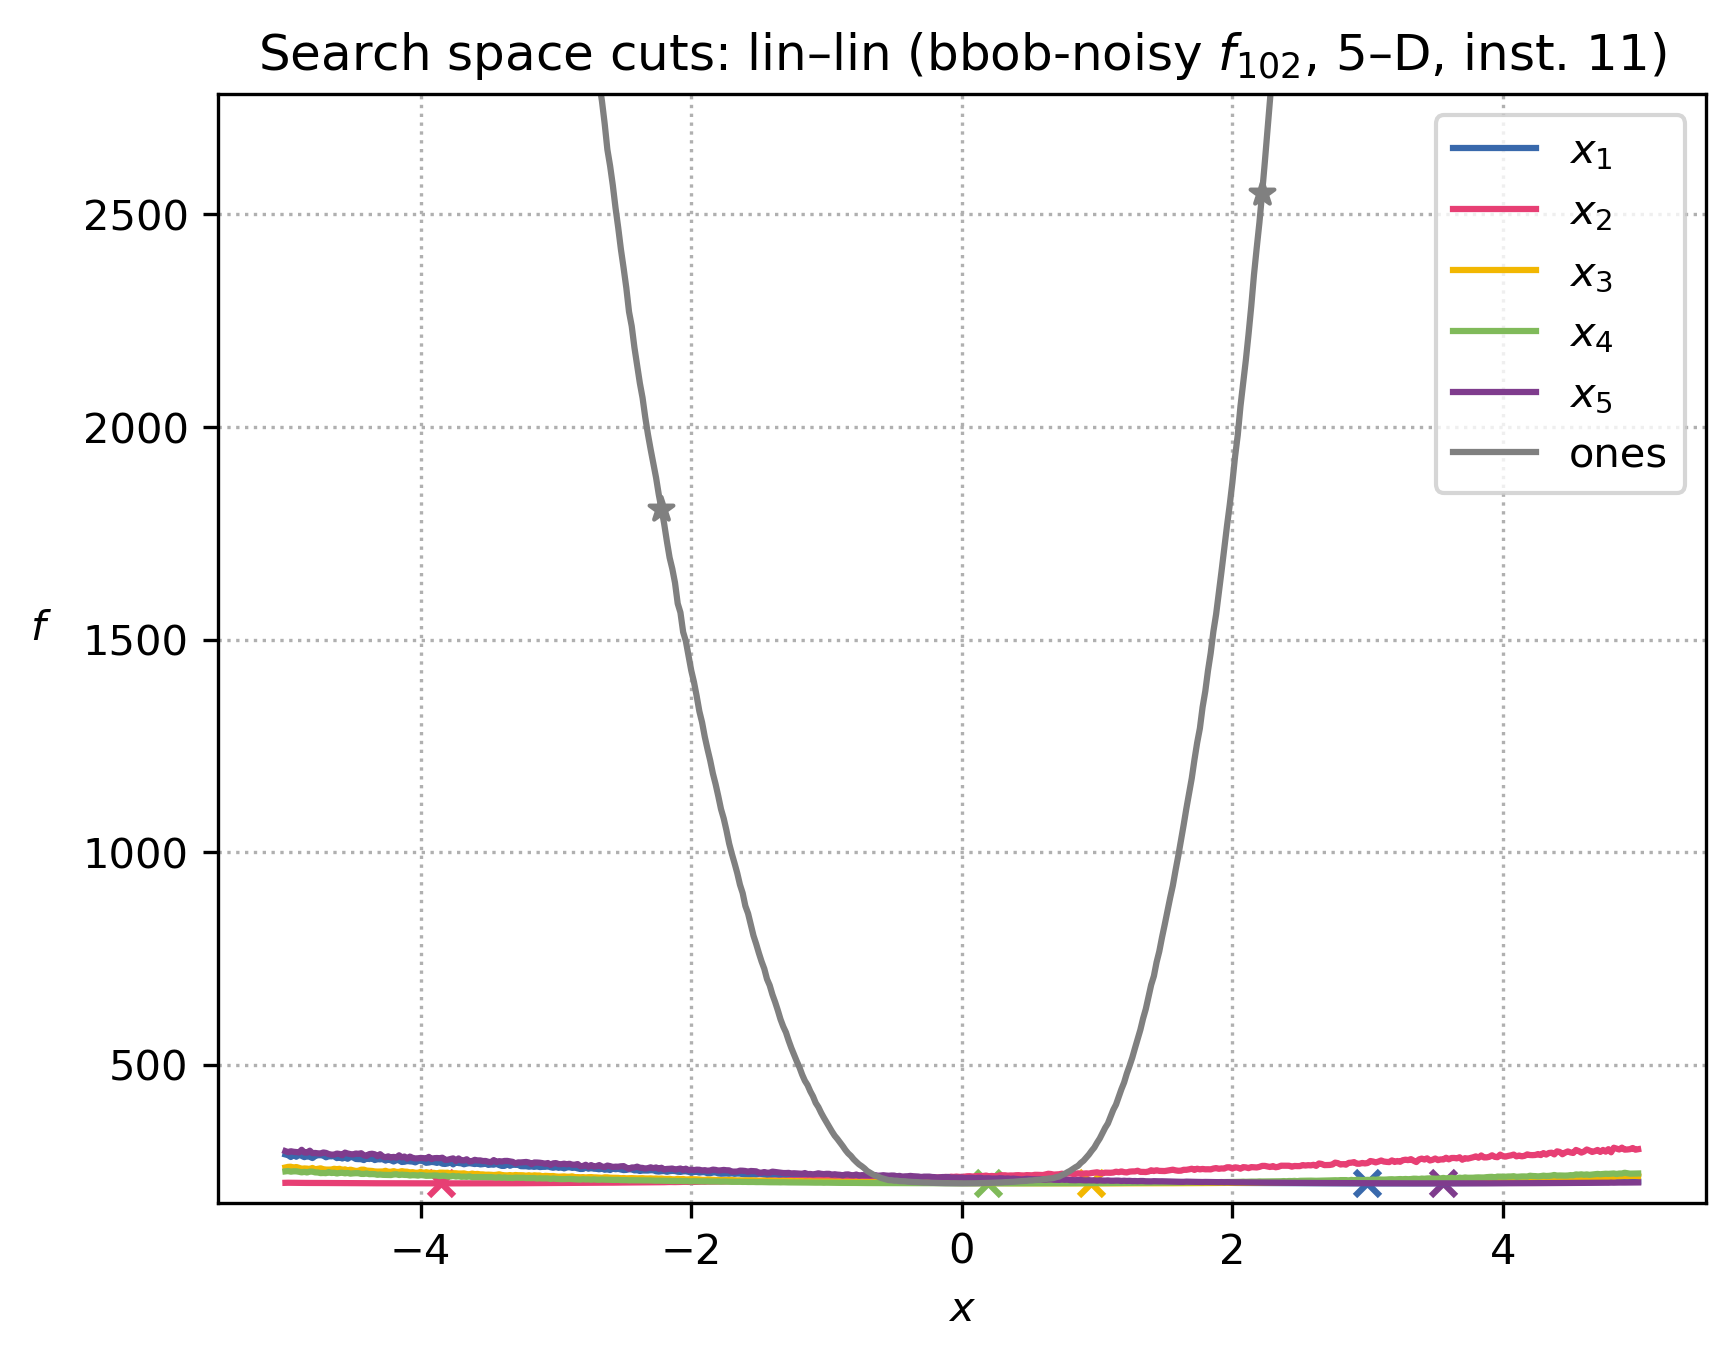 Search space cuts: lin–lin (bbob-noisy f₁₀₂, 5–D, inst. 11)
x₁
x₂
x₃
x₄
x₅
ones
2500
2000
1500
1000
500
f
−4
−2
0
2
4
x